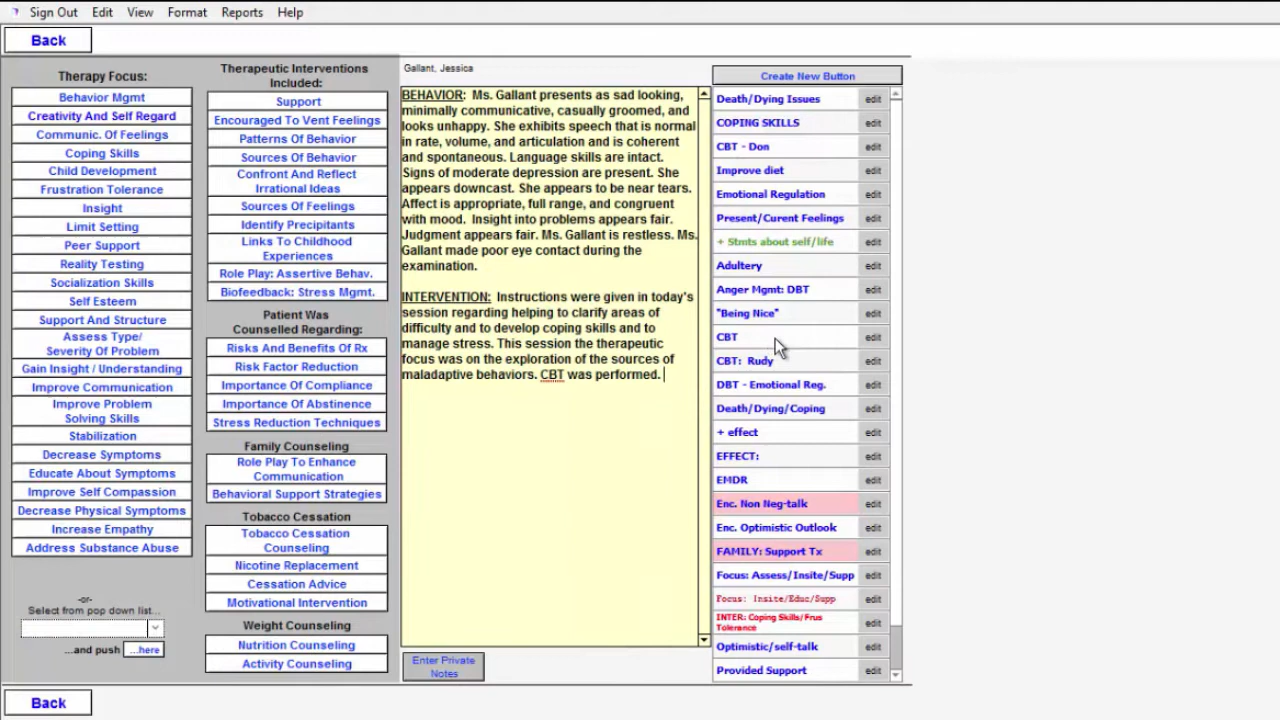 Sign Out Edit View Format Reports Help
Back
Therapy Focus:
Behavior Mgmt
Creativity And Self Regard
Communic. Of Feelings
Coping Skills
Child Development
Frustration Tolerance
Insight
Limit Setting
Peer Support
Reality Testing
Socialization Skills
Self Esteem
Support And Structure
Assess Type/
Severity Of Problem
Gain Insight / Understanding
Improve Communication
Improve Problem
Solving Skills
Stabilization
Decrease Symptoms
Educate About Symptoms
Improve Self Compassion
Decrease Physical Symptoms
Increase Empathy
Address Substance Abuse
-or-
Select from pop down list...
...and push ...here
Therapeutic Interventions
Included:
Support
Encouraged To Vent Feelings
Patterns Of Behavior
Sources Of Behavior
Confront And Reflect
Irrational Ideas
Sources Of Feelings
Identify Precipitants
Links To Childhood
Experiences
Role Play: Assertive Behav.
Biofeedback: Stress Mgmt.
Patient Was
Counselled Regarding:
Risks And Benefits Of Rx
Risk Factor Reduction
Importance Of Compliance
Importance Of Abstinence
Stress Reduction Techniques
Family Counseling
Role Play To Enhance
Communication
Behavioral Support Strategies
Tobacco Cessation
Tobacco Cessation
Counseling
Nicotine Replacement
Cessation Advice
Motivational Intervention
Weight Counseling
Nutrition Counseling
Activity Counseling
Gallant, Jessica
BEHAVIOR: Ms. Gallant presents as sad looking,
minimally communicative, casually groomed, and
looks unhappy. She exhibits speech that is normal
in rate, volume, and articulation and is coherent
and spontaneous. Language skills are intact.
Signs of moderate depression are present. She
appears downcast. She appears to be near tears.
Affect is appropriate, full range, and congruent
with mood. Insight into problems appears fair.
Judgment appears fair. Ms. Gallant is restless. Ms.
Gallant made poor eye contact during the
examination.
INTERVENTION: Instructions were given in today's
session regarding helping to clarify areas of
difficulty and to develop coping skills and to
manage stress. This session the therapeutic
focus was on the exploration of the sources of
maladaptive behaviors. CBT was performed.
Enter Private
Notes
Create New Button
Death/Dying Issues edit
COPING SKILLS edit
CBT - Don edit
Improve diet edit
Emotional Regulation edit
Present/Curent Feelings edit
+ Stmts about self/life edit
Adultery edit
Anger Mgmt: DBT edit
"Being Nice" edit
CBT edit
CBT: Rudy edit
DBT - Emotional Reg. edit
Death/Dying/Coping edit
+ effect edit
EFFECT: edit
EMDR edit
Enc. Non Neg-talk edit
Enc. Optimistic Outlook edit
FAMILY: Support Tx edit
Focus: Assess/Insite/Supp edit
Focus: Insite/Educ/Supp edit
INTER: Coping Skills/Frus
Tolerance edit
Optimistic/self-talk edit
Provided Support edit
Back